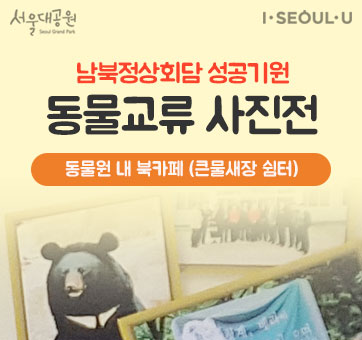 서울대공원
Seoul Grand Park
I·SEOUL·U
남북정상회담 성공기원
동물교류 사진전
동물원 내 북카페 (큰물새장 쉼터)